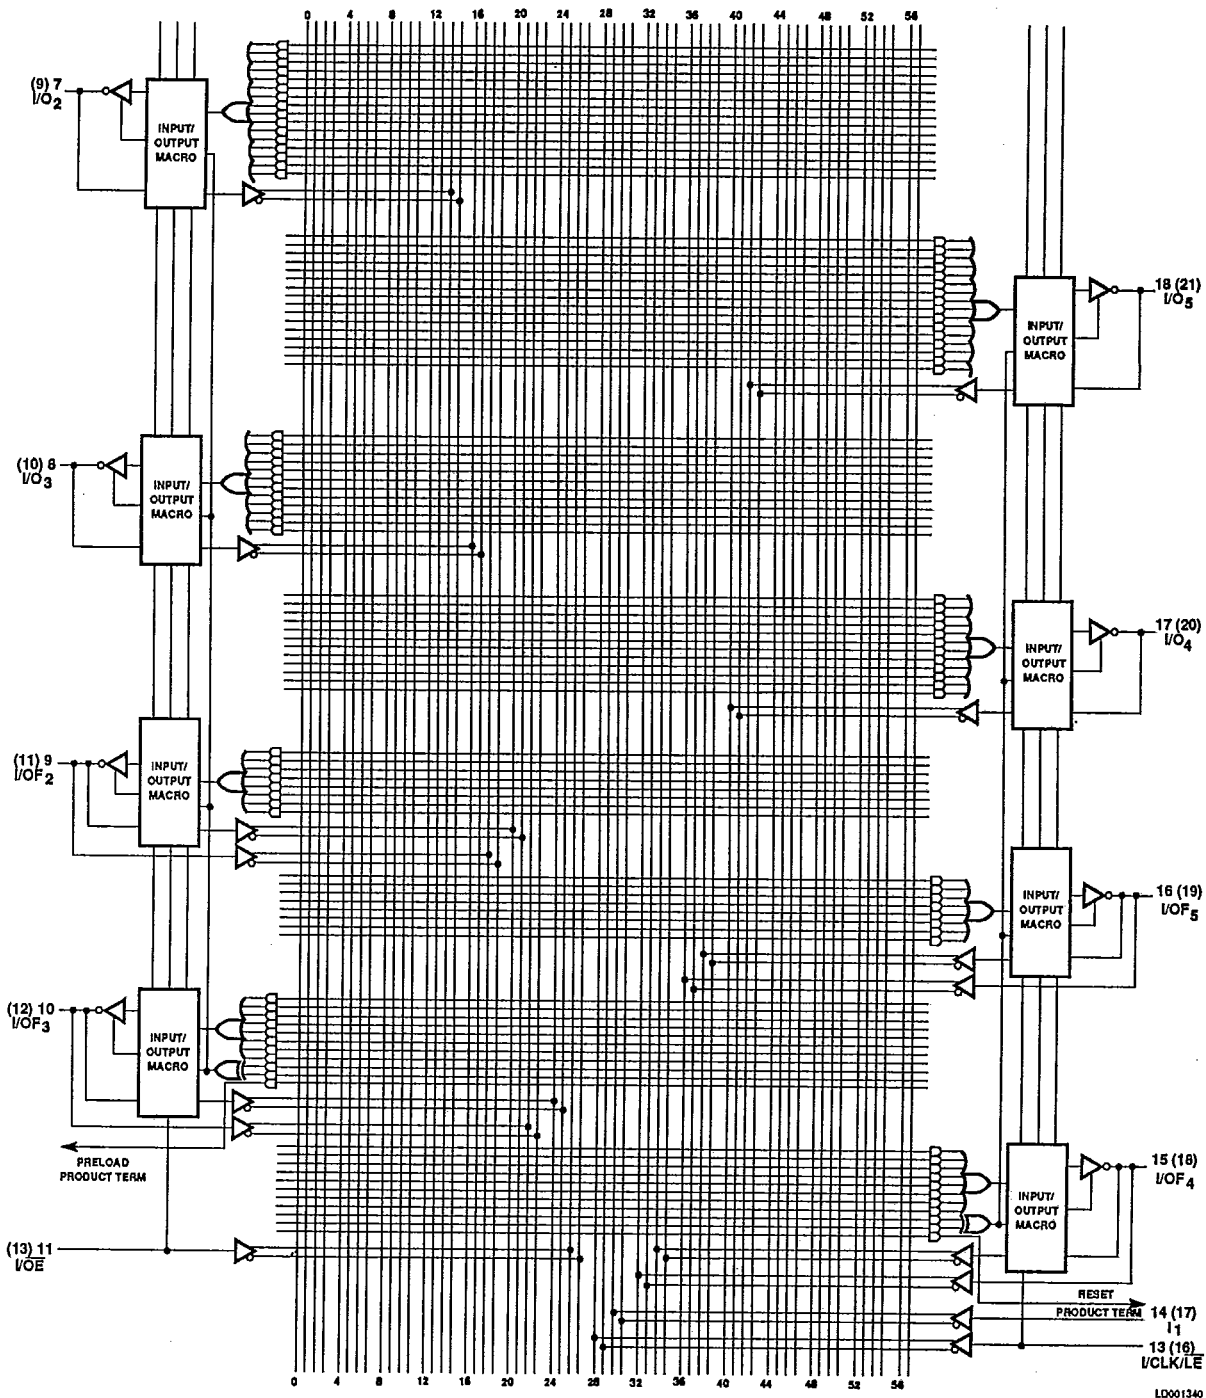 0 4 8 12 16 20 24 28 32 36 40 44 48 52 56
(9) 7
I/O2
INPUT/
OUTPUT
MACRO
18 (21)
I/O5
INPUT/
OUTPUT
MACRO
(10) 8
I/O3
INPUT/
OUTPUT
MACRO
17 (20)
I/O4
INPUT/
OUTPUT
MACRO
(11) 9
I/OF2
INPUT/
OUTPUT
MACRO
16 (19)
I/OF5
INPUT/
OUTPUT
MACRO
(12) 10
I/OF3
INPUT/
OUTPUT
MACRO
PRELOAD
PRODUCT TERM
15 (18)
I/OF4
INPUT/
OUTPUT
MACRO
(13) 11
I/O̅E̅
RESET
PRODUCT TERM
14 (17)
I1
13 (16)
I/CLK/L̅E̅
0 4 8 12 16 20 24 28 32 36 40 44 48 52 56
LD001340